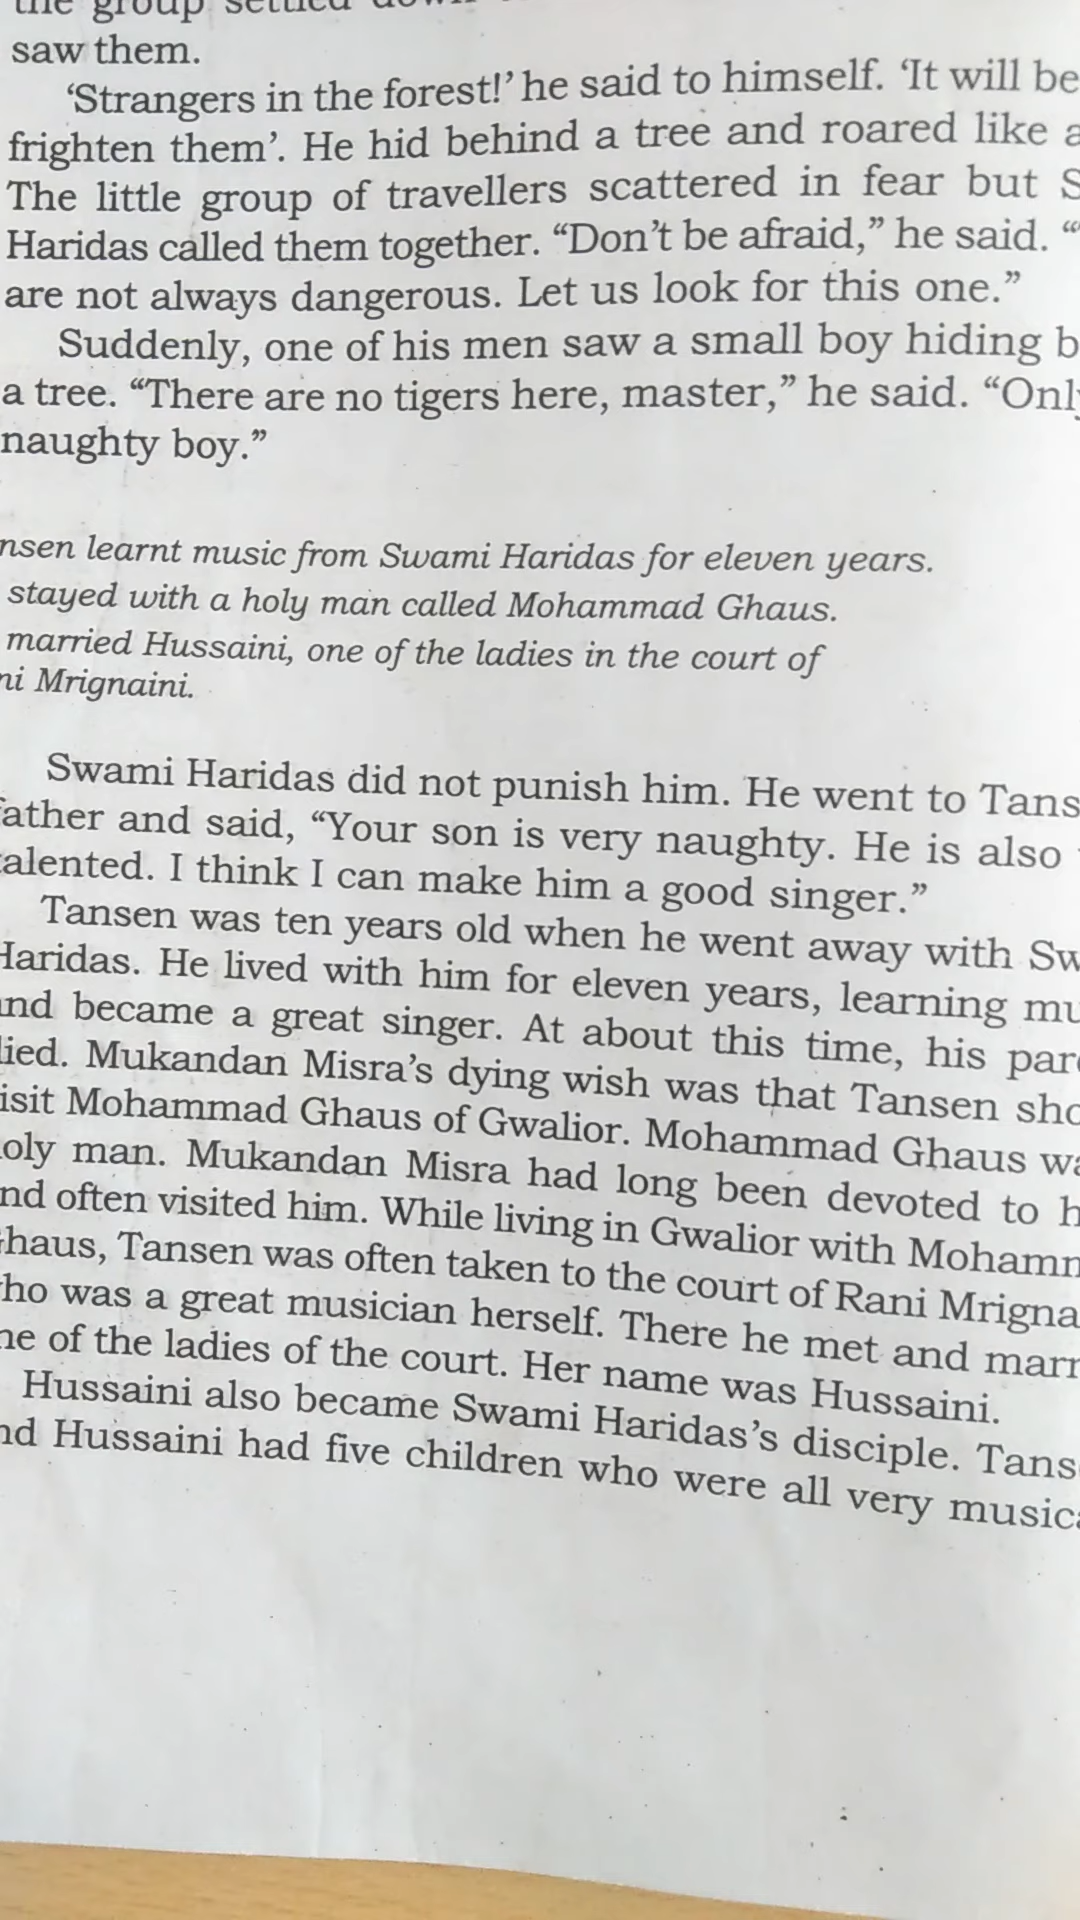 the group settled down
saw them.
‘Strangers in the forest!’ he said to himself. ‘It will be
frighten them’. He hid behind a tree and roared like a
The little group of travellers scattered in fear but S
Haridas called them together. “Don’t be afraid,” he said. “
are not always dangerous. Let us look for this one.”
Suddenly, one of his men saw a small boy hiding b
a tree. “There are no tigers here, master,” he said. “Only
naughty boy.”
nsen learnt music from Swami Haridas for eleven years.
stayed with a holy man called Mohammad Ghaus.
married Hussaini, one of the ladies in the court of
ni Mrignaini.
Swami Haridas did not punish him. He went to Tans
father and said, “Your son is very naughty. He is also
talented. I think I can make him a good singer.”
Tansen was ten years old when he went away with Sw
Haridas. He lived with him for eleven years, learning mu
and became a great singer. At about this time, his pare
died. Mukandan Misra’s dying wish was that Tansen sho
isit Mohammad Ghaus of Gwalior. Mohammad Ghaus wa
oly man. Mukandan Misra had long been devoted to h
nd often visited him. While living in Gwalior with Mohamm
haus, Tansen was often taken to the court of Rani Mrigna
ho was a great musician herself. There he met and marr
ne of the ladies of the court. Her name was Hussaini.
Hussaini also became Swami Haridas’s disciple. Tanse
nd Hussaini had five children who were all very musica